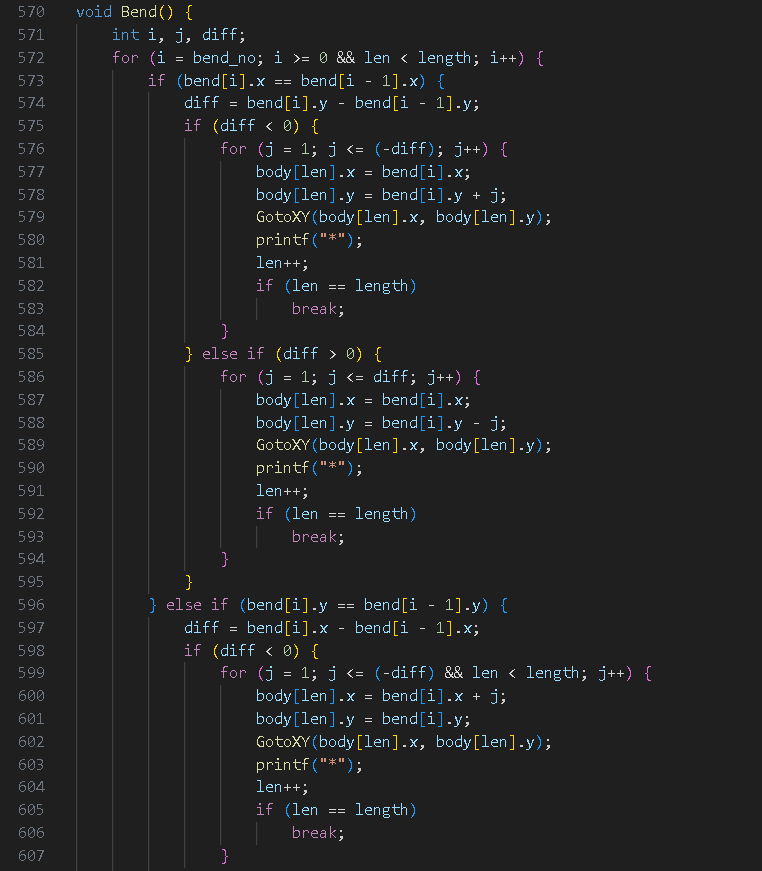 570 void Bend() {
571     int i, j, diff;
572     for (i = bend_no; i >= 0 && len < length; i++) {
573         if (bend[i].x == bend[i - 1].x) {
574             diff = bend[i].y - bend[i - 1].y;
575             if (diff < 0) {
576                 for (j = 1; j <= (-diff); j++) {
577                     body[len].x = bend[i].x;
578                     body[len].y = bend[i].y + j;
579                     GotoXY(body[len].x, body[len].y);
580                     printf("*");
581                     len++;
582                     if (len == length)
583                         break;
584                 }
585             } else if (diff > 0) {
586                 for (j = 1; j <= diff; j++) {
587                     body[len].x = bend[i].x;
588                     body[len].y = bend[i].y - j;
589                     GotoXY(body[len].x, body[len].y);
590                     printf("*");
591                     len++;
592                     if (len == length)
593                         break;
594                 }
595             }
596         } else if (bend[i].y == bend[i - 1].y) {
597             diff = bend[i].x - bend[i - 1].x;
598             if (diff < 0) {
599                 for (j = 1; j <= (-diff) && len < length; j++) {
600                     body[len].x = bend[i].x + j;
601                     body[len].y = bend[i].y;
602                     GotoXY(body[len].x, body[len].y);
603                     printf("*");
604                     len++;
605                     if (len == length)
606                         break;
607                 }